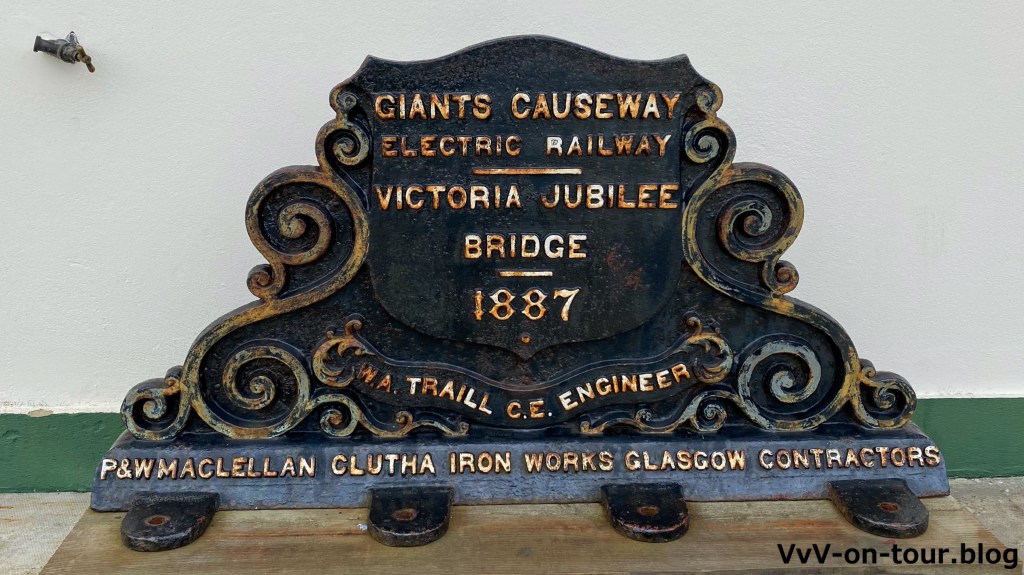 GIANTS CAUSEWAY
ELECTRIC RAILWAY
VICTORIA JUBILEE
BRIDGE
1887
W.A. TRAILL C.E. ENGINEER
P&W MACLELLAN CLUTHA IRON WORKS GLASGOW CONTRACTORS
VvV-on-tour.blog